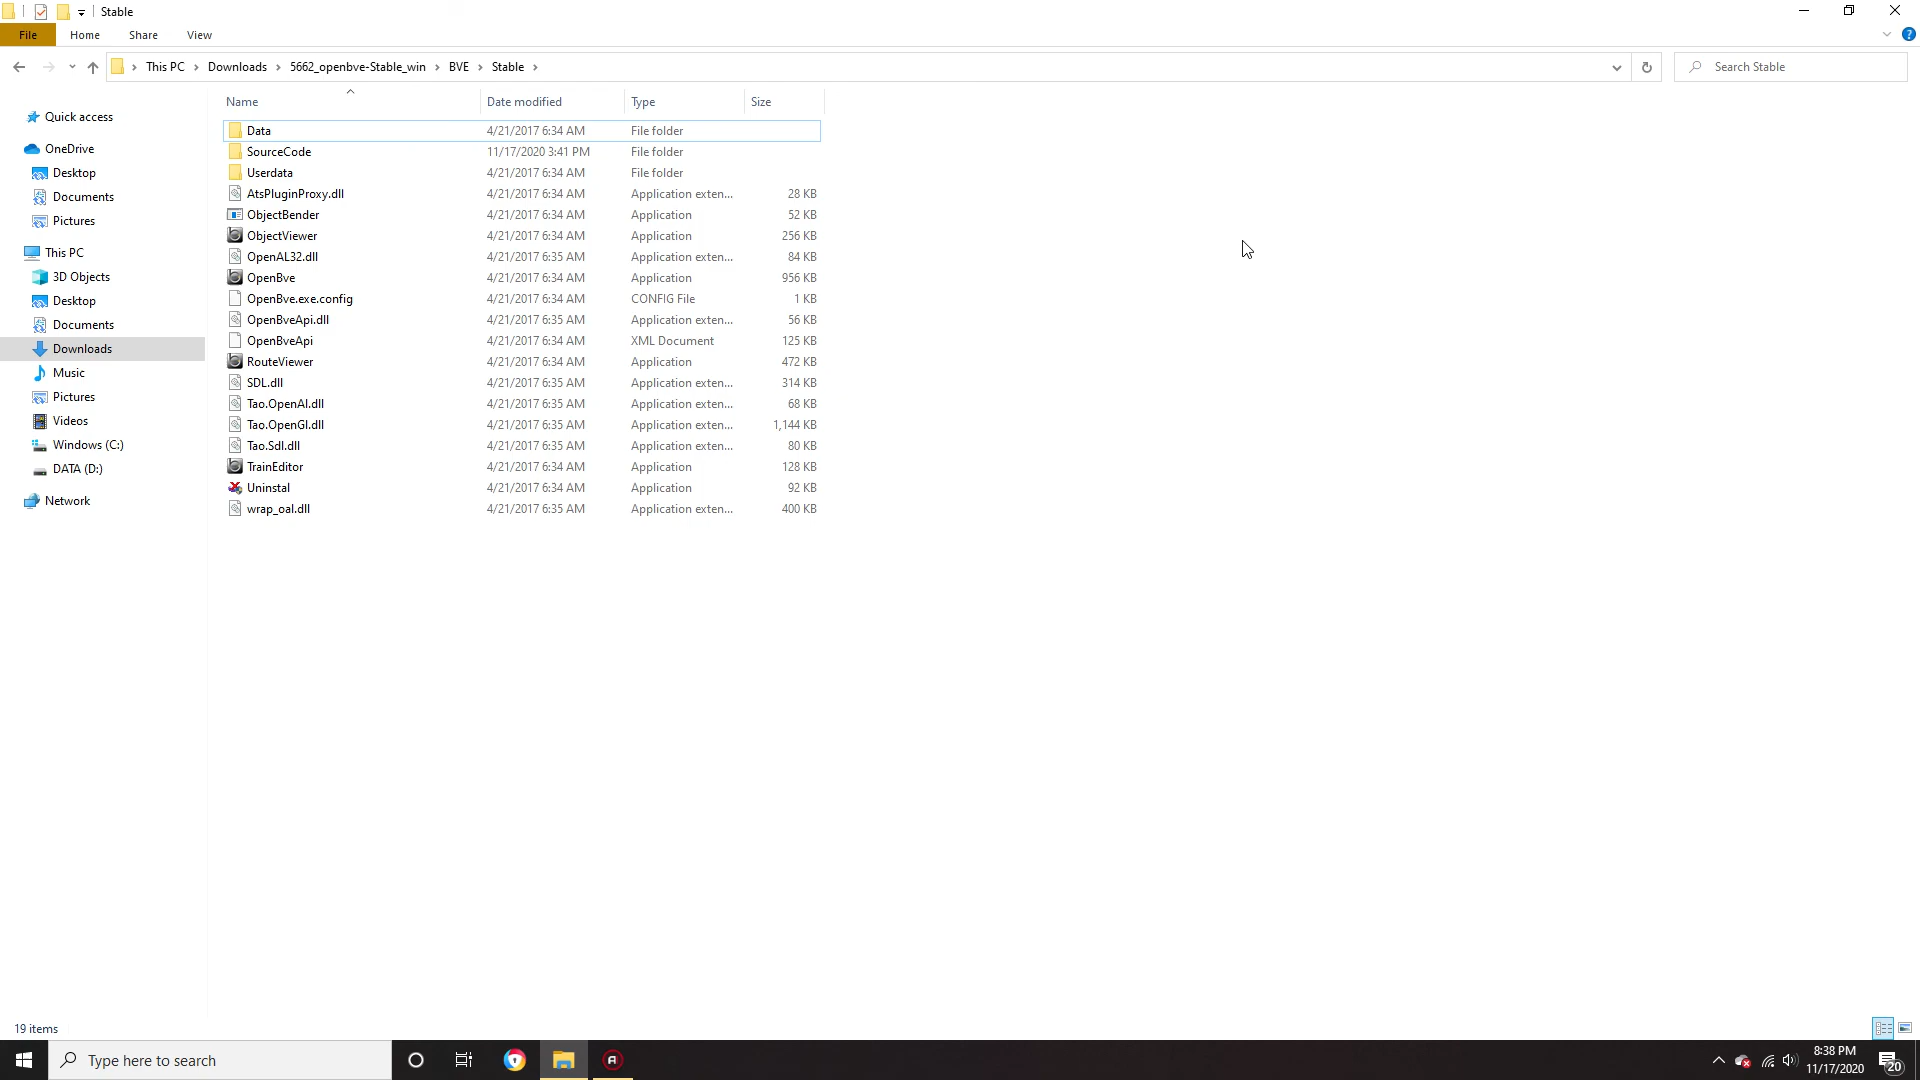 Stable
File Home Share View
This PC Downloads 5662_openbve-Stable_win BVE Stable
Search Stable
Name Date modified Type Size
Quick access
OneDrive
Desktop
Documents
Pictures
This PC
3D Objects
Desktop
Documents
Downloads
Music
Pictures
Videos
Windows (C:)
DATA (D:)
Network
Data 4/21/2017 6:34 AM File folder
SourceCode 11/17/2020 3:41 PM File folder
Userdata 4/21/2017 6:34 AM File folder
AtsPluginProxy.dll 4/21/2017 6:34 AM Application exten... 28 KB
ObjectBender 4/21/2017 6:34 AM Application 52 KB
ObjectViewer 4/21/2017 6:34 AM Application 256 KB
OpenAL32.dll 4/21/2017 6:35 AM Application exten... 84 KB
OpenBve 4/21/2017 6:34 AM Application 956 KB
OpenBve.exe.config 4/21/2017 6:34 AM CONFIG File 1 KB
OpenBveApi.dll 4/21/2017 6:35 AM Application exten... 56 KB
OpenBveApi 4/21/2017 6:34 AM XML Document 125 KB
RouteViewer 4/21/2017 6:34 AM Application 472 KB
SDL.dll 4/21/2017 6:35 AM Application exten... 314 KB
Tao.OpenAl.dll 4/21/2017 6:35 AM Application exten... 68 KB
Tao.OpenGl.dll 4/21/2017 6:35 AM Application exten... 1,144 KB
Tao.Sdl.dll 4/21/2017 6:35 AM Application exten... 80 KB
TrainEditor 4/21/2017 6:34 AM Application 128 KB
Uninstal 4/21/2017 6:34 AM Application 92 KB
wrap_oal.dll 4/21/2017 6:35 AM Application exten... 400 KB
19 items
Type here to search
8:38 PM
11/17/2020
20